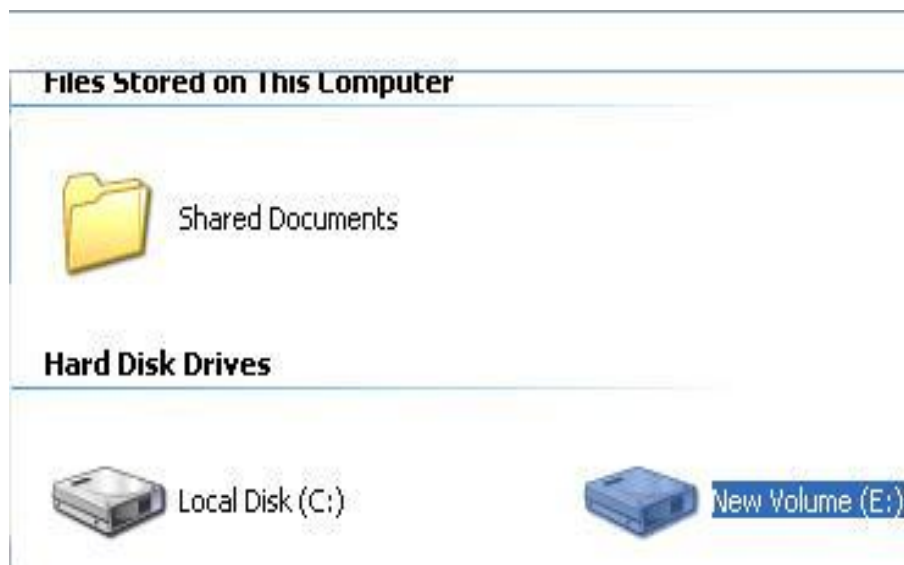 Files Stored on This Computer
Shared Documents
Hard Disk Drives
Local Disk (C:)
New Volume (E:)